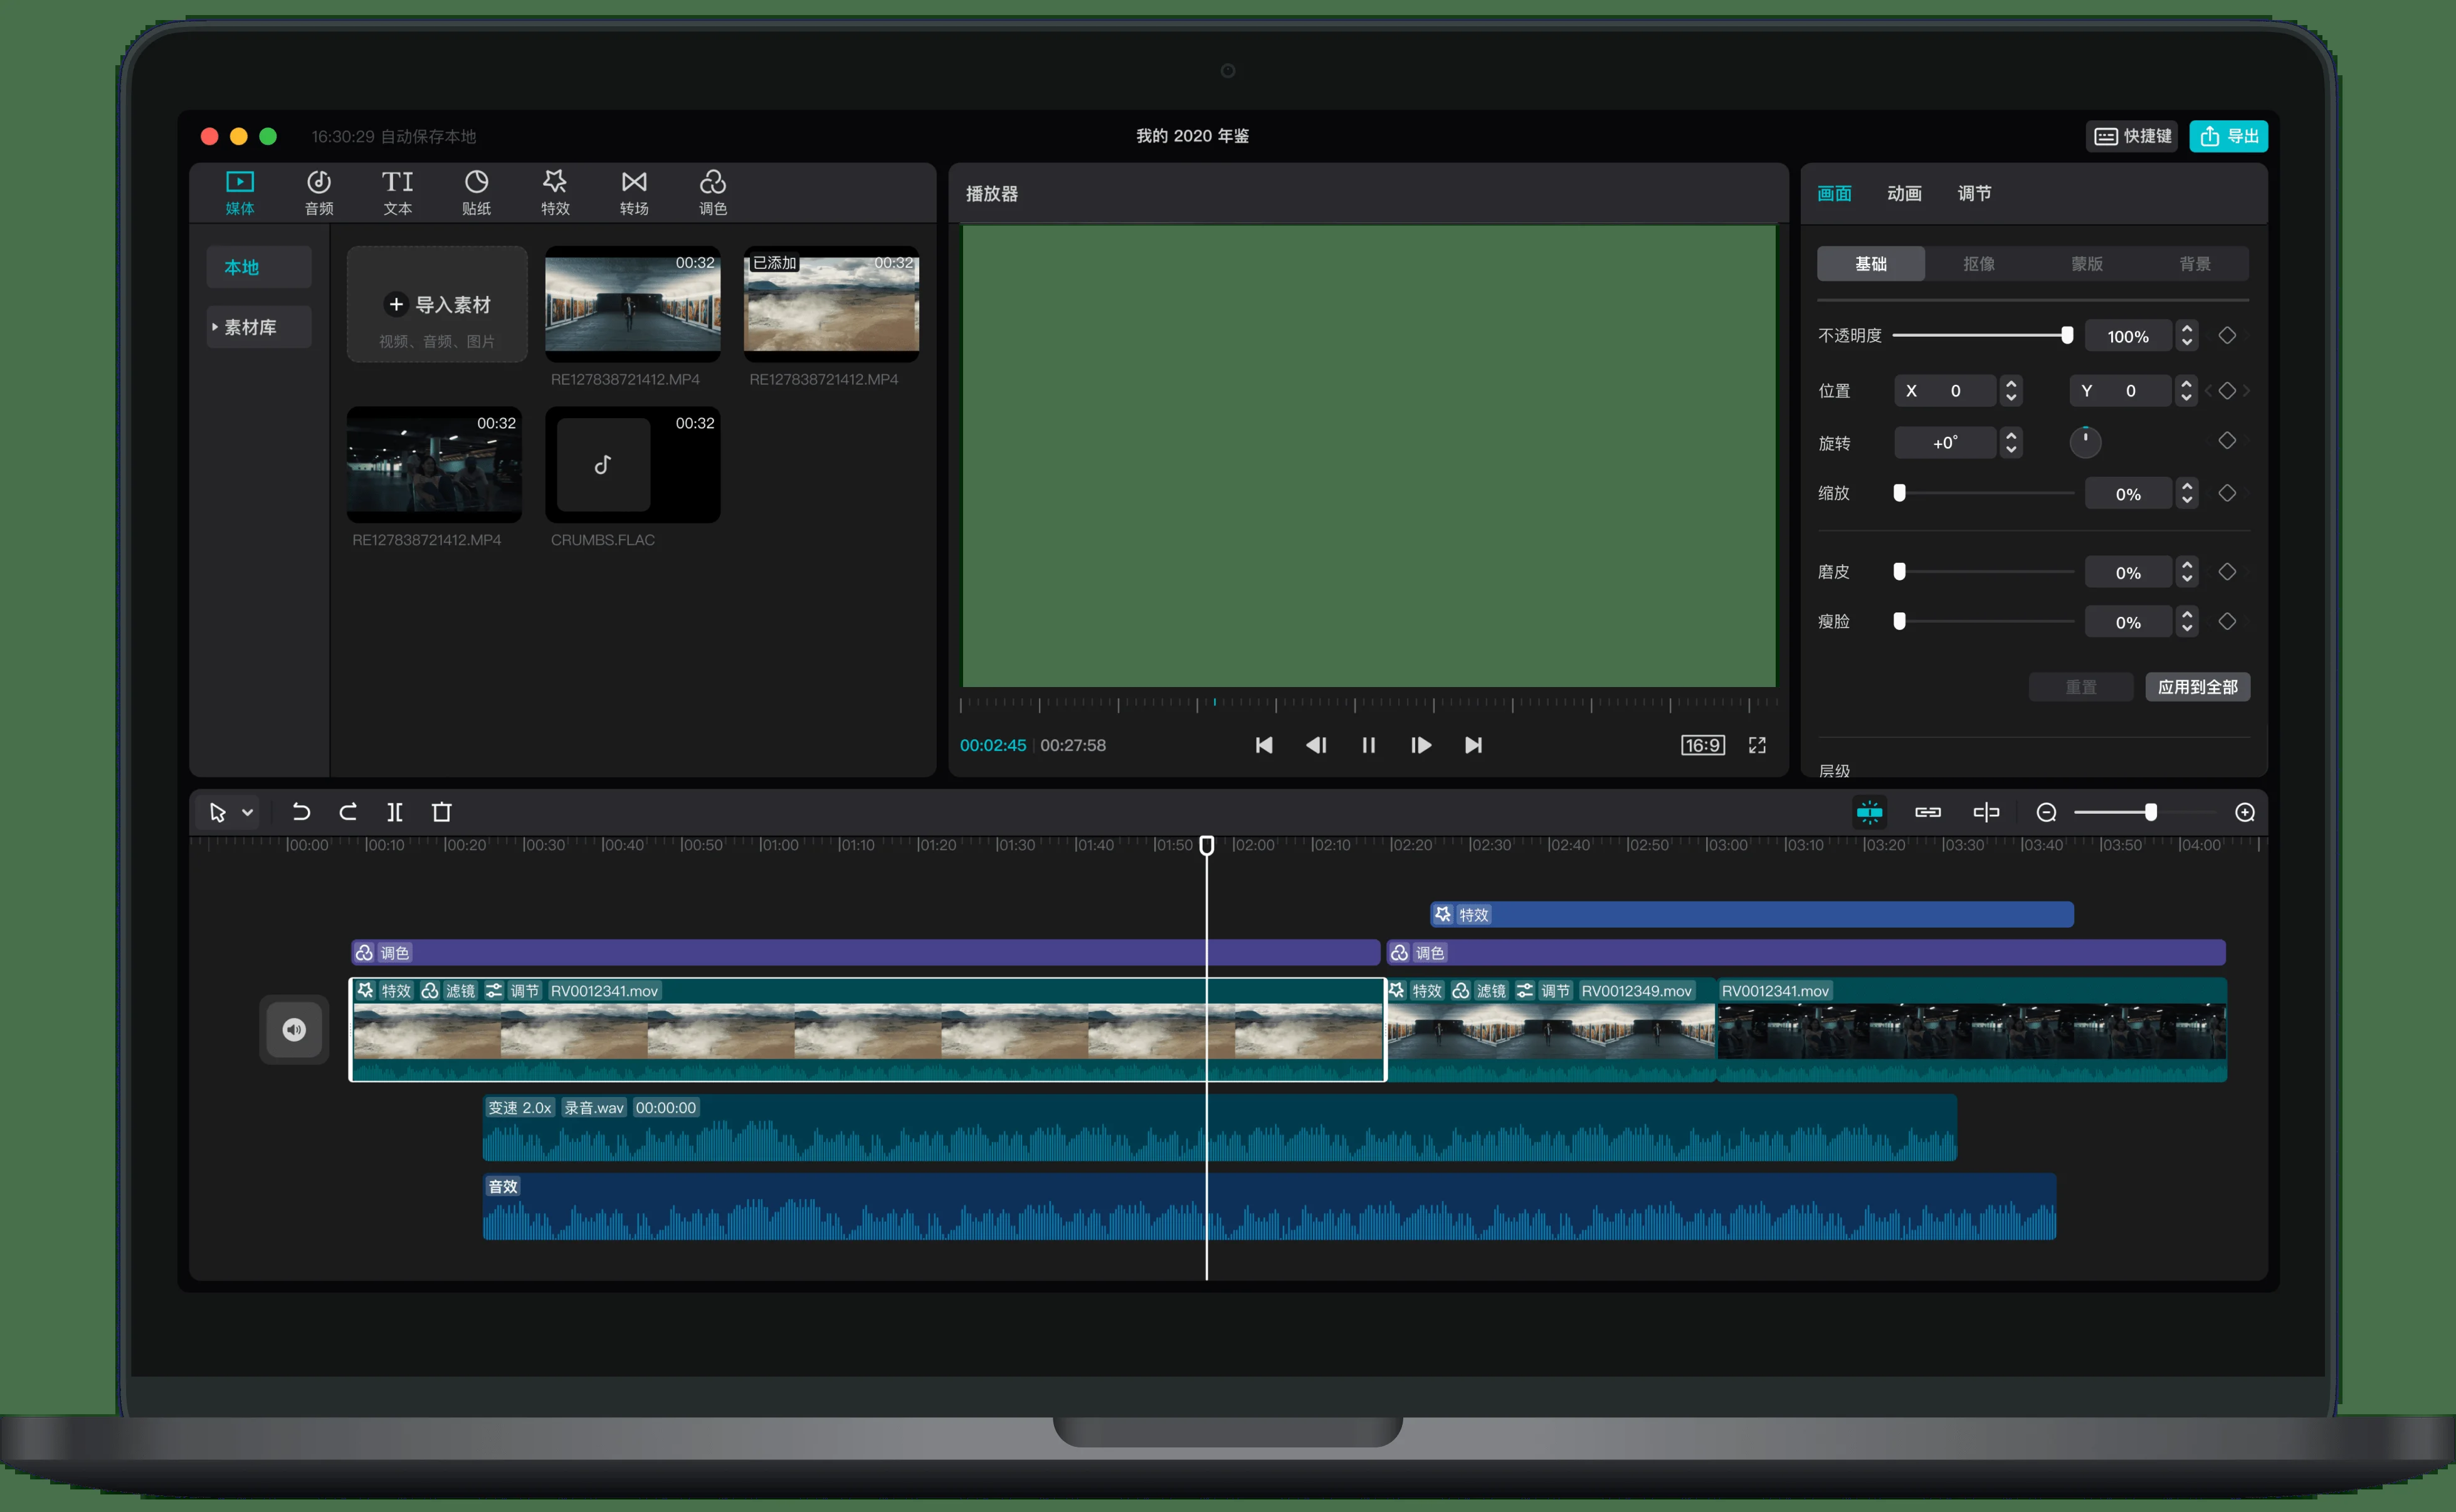 16:30:29 自动保存本地
我的 2020 年鉴
快捷键
导出
媒体
音频
文本
贴纸
特效
转场
调色
本地
素材库
导入素材
视频、音频、图片
00:32
RE127838721412.MP4
已添加
00:32
RE127838721412.MP4
00:32
RE127838721412.MP4
00:32
CRUMBS.FLAC
播放器
00:02:45
00:27:58
16:9
画面
动画
调节
基础
抠像
蒙版
背景
不透明度
100%
位置
X 0
Y 0
旋转
+0°
缩放
0%
磨皮
0%
瘦脸
0%
重置
应用到全部
层级
00:00 00:10 00:20 00:30 00:40 00:50 01:00 01:10 01:20 01:30 01:40 01:50 02:00 02:10 02:20 02:30 02:40 02:50 03:00 03:10 03:20 03:30 03:40 03:50 04:00
特效
调色
调色
特效 滤镜 调节 RV0012341.mov
特效 滤镜 调节 RV0012349.mov
RV0012341.mov
变速 2.0x 录音.wav 00:00:00
音效